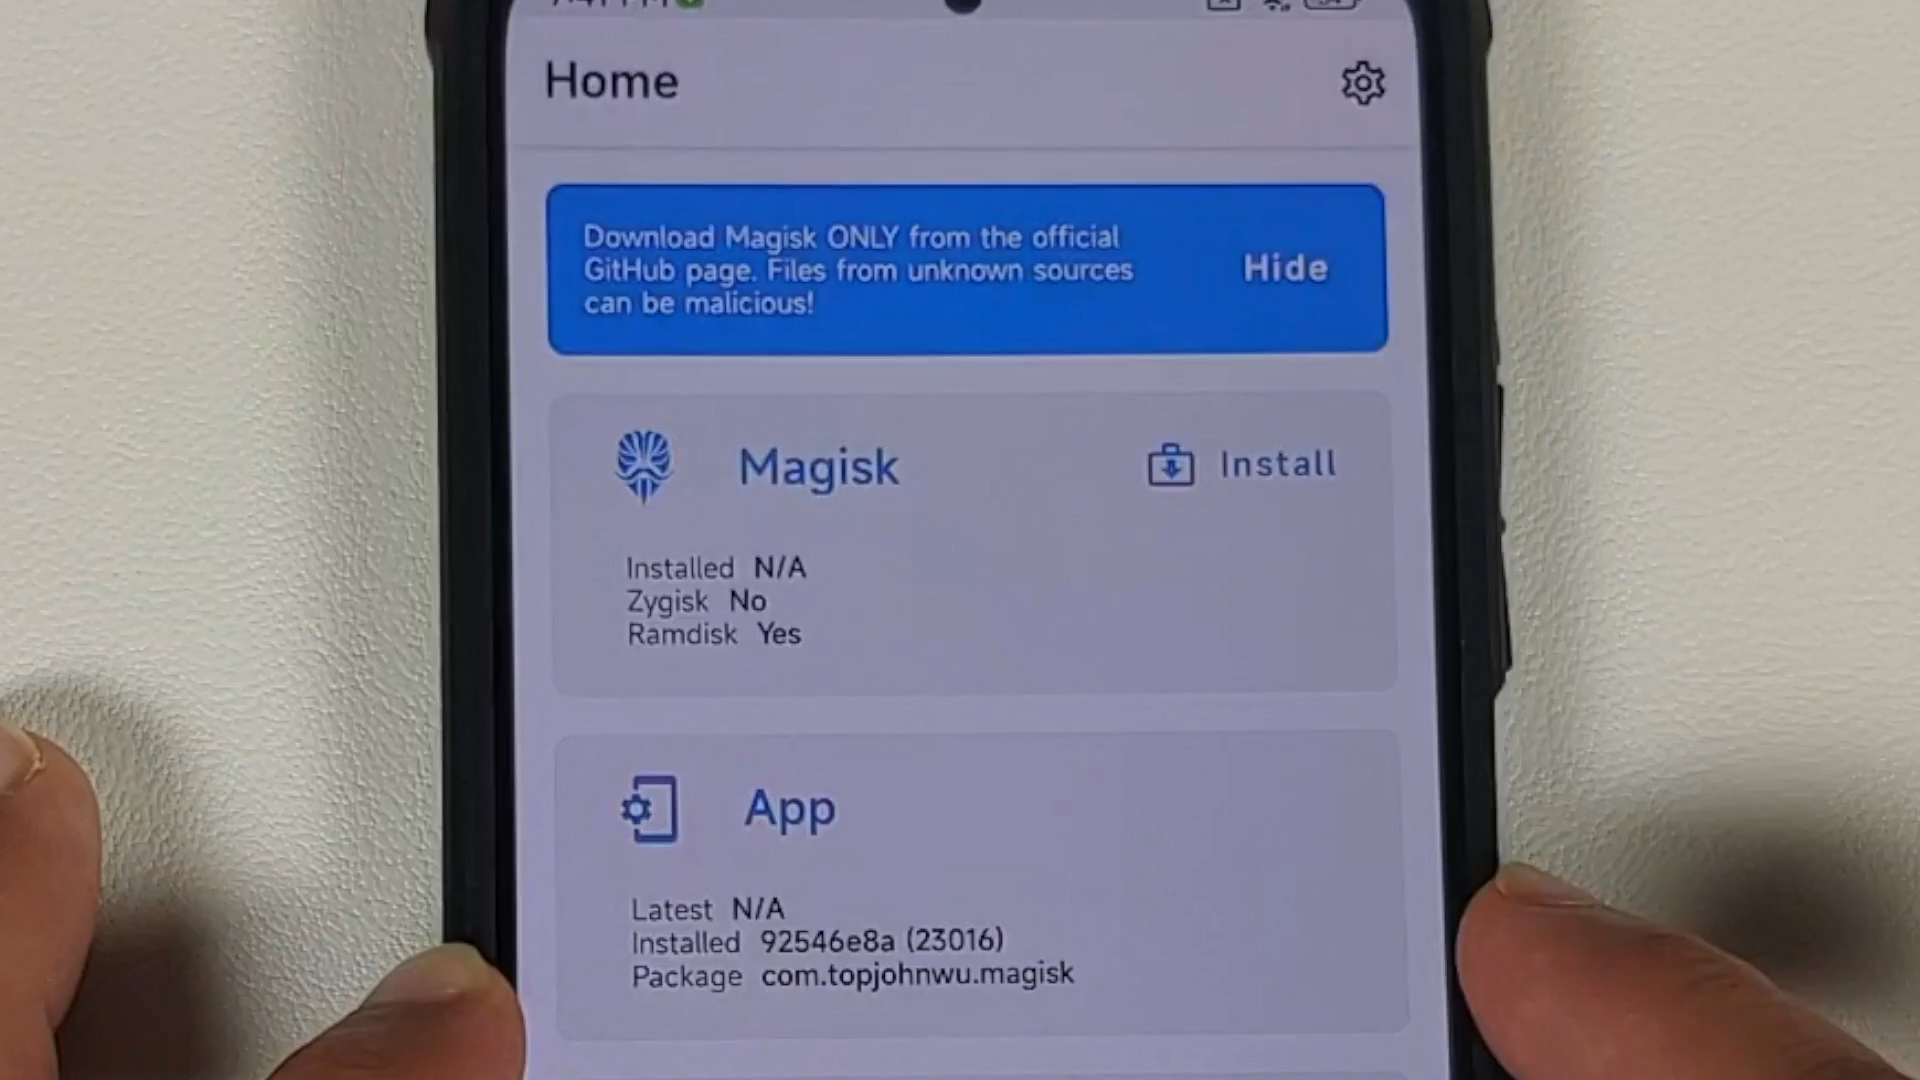 Home
Download Magisk ONLY from the official
GitHub page. Files from unknown sources
can be malicious!
Hide
Magisk
Install
Installed N/A
Zygisk No
Ramdisk Yes
App
Latest N/A
Installed 92546e8a (23016)
Package com.topjohnwu.magisk